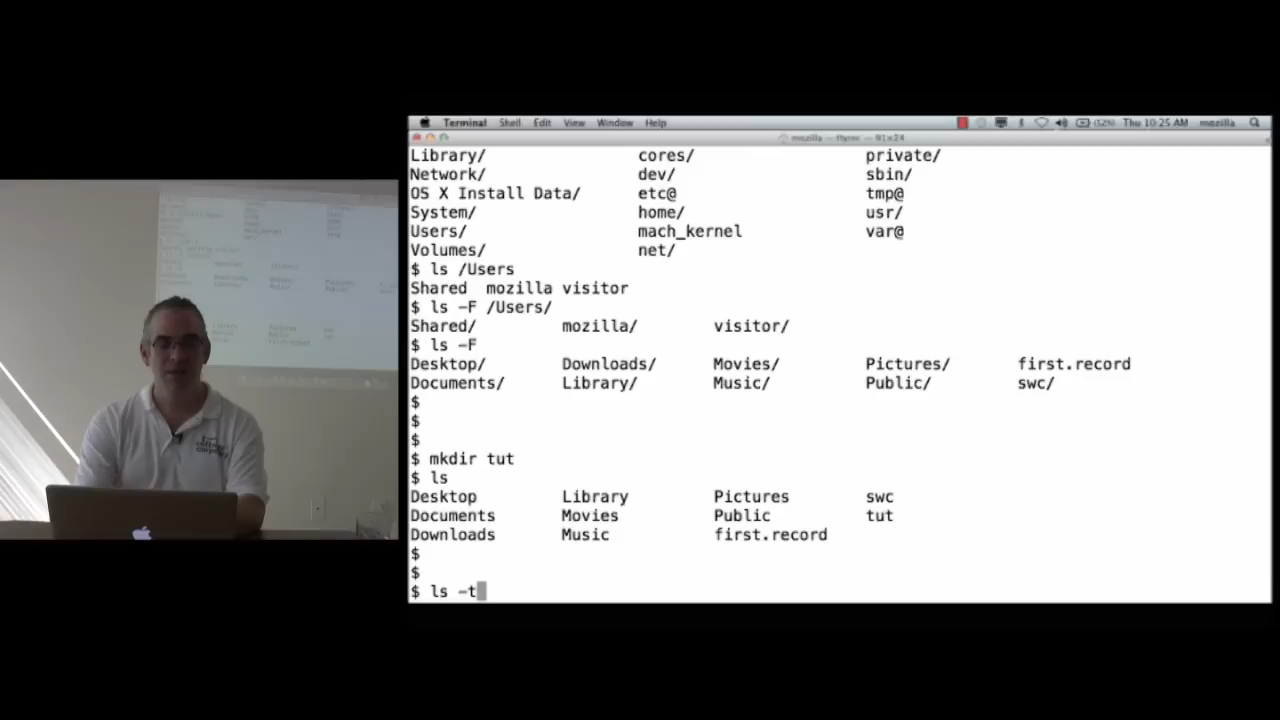 Terminal Shell Edit View Window Help Thu 10:25 AM mozilla
Library/ cores/ private/
Network/ dev/ sbin/
OS X Install Data/ etc@ tmp@
System/ home/ usr/
Users/ mach_kernel var@
Volumes/ net/
$ ls /Users
Shared mozilla visitor
$ ls -F /Users/
Shared/ mozilla/ visitor/
$ ls -F
Desktop/ Downloads/ Movies/ Pictures/ first.record
Documents/ Library/ Music/ Public/ swc/
$
$
$
$ mkdir tut
$ ls
Desktop Library Pictures swc
Documents Movies Public tut
Downloads Music first.record
$
$
$ ls -t